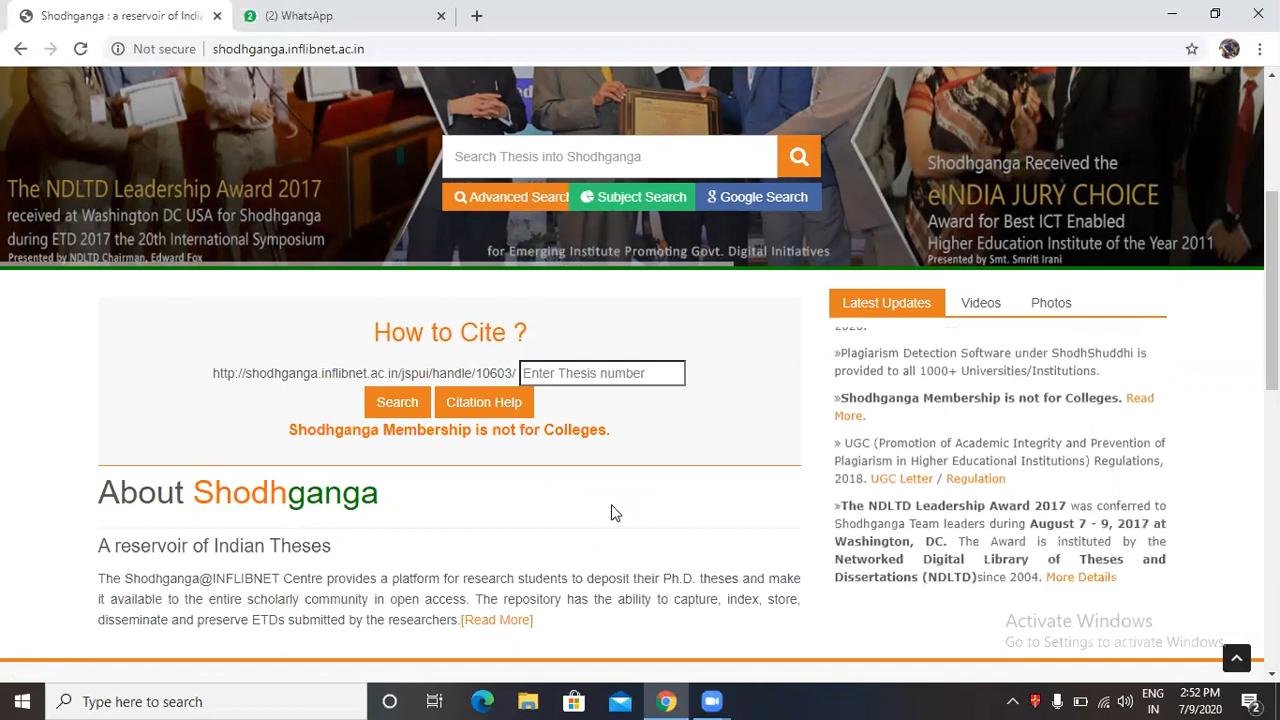 Shodhganga : a reservoir of Indi
(2) WhatsApp
Not secure
shodhganga.inflibnet.ac.in
The NDLTD Leadership Award 2017
received at Washington DC USA for Shodhganga
during ETD 2017 the 20th International Symposium
Presented by NDLTD Chairman, Edward Fox
Search Thesis into Shodhganga
Advanced Search
Subject Search
Google Search
for Emerging Institute Promoting Govt. Digital Initiatives
Shodhganga Received the
eINDIA JURY CHOICE
Award for Best ICT Enabled
Higher Education Institute of the Year 2011
Presented by Smt. Smriti Irani
How to Cite ?
http://shodhganga.inflibnet.ac.in/jspui/handle/10603/ Enter Thesis number
Search
Citation Help
Shodhganga Membership is not for Colleges.
About Shodhganga
A reservoir of Indian Theses
The Shodhganga@INFLIBNET Centre provides a platform for research students to deposit their Ph.D. theses and make
it available to the entire scholarly community in open access. The repository has the ability to capture, index, store,
disseminate and preserve ETDs submitted by the researchers.[Read More]
Latest Updates
Videos
Photos
2020.
»Plagiarism Detection Software under ShodhShuddhi is
provided to all 1000+ Universities/Institutions.
»Shodhganga Membership is not for Colleges. Read
More.
» UGC (Promotion of Academic Integrity and Prevention of
Plagiarism in Higher Educational Institutions) Regulations,
2018. UGC Letter / Regulation
»The NDLTD Leadership Award 2017 was conferred to
Shodhganga Team leaders during August 7 - 9, 2017 at
Washington, DC. The Award is instituted by the
Networked Digital Library of Theses and
Dissertations (NDLTD)since 2004. More Details
Activate Windows
Go to Settings to activate Windows.
Type here to search
ENG
IN
2:52 PM
7/9/2020
2